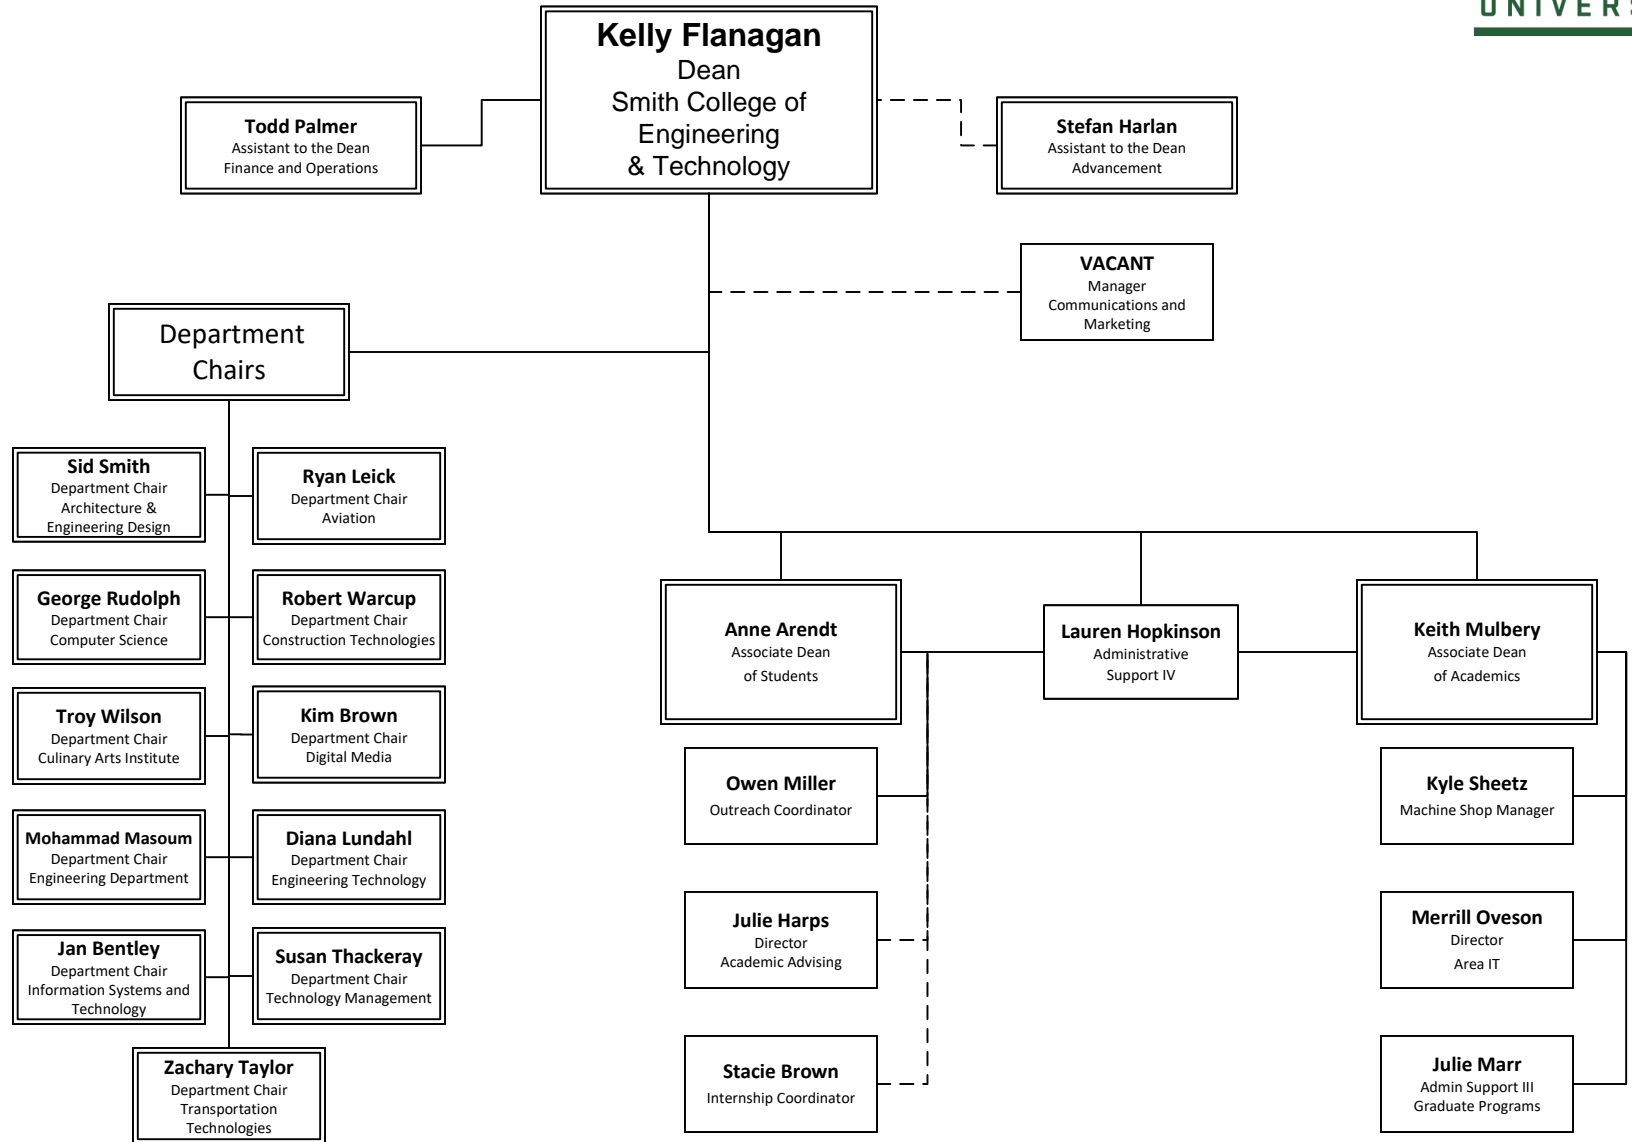 UNIVERS
Kelly Flanagan
Dean
Smith College of
Engineering
& Technology
Todd Palmer
Assistant to the Dean
Finance and Operations
Stefan Harlan
Assistant to the Dean
Advancement
VACANT
Manager
Communications and
Marketing
Department
Chairs
Sid Smith
Department Chair
Architecture &
Engineering Design
Ryan Leick
Department Chair
Aviation
George Rudolph
Department Chair
Computer Science
Robert Warcup
Department Chair
Construction Technologies
Troy Wilson
Department Chair
Culinary Arts Institute
Kim Brown
Department Chair
Digital Media
Mohammad Masoum
Department Chair
Engineering Department
Diana Lundahl
Department Chair
Engineering Technology
Jan Bentley
Department Chair
Information Systems and
Technology
Susan Thackeray
Department Chair
Technology Management
Zachary Taylor
Department Chair
Transportation
Technologies
Anne Arendt
Associate Dean
of Students
Lauren Hopkinson
Administrative
Support IV
Keith Mulbery
Associate Dean
of Academics
Owen Miller
Outreach Coordinator
Julie Harps
Director
Academic Advising
Stacie Brown
Internship Coordinator
Kyle Sheetz
Machine Shop Manager
Merrill Oveson
Director
Area IT
Julie Marr
Admin Support III
Graduate Programs